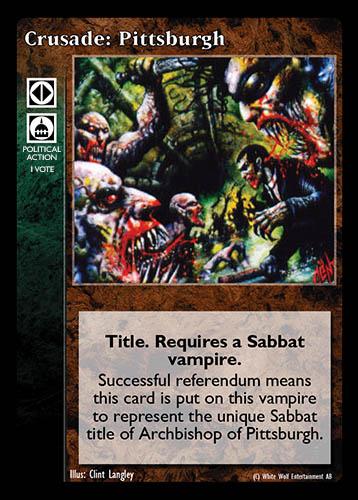 Crusade: Pittsburgh
POLITICAL
ACTION
1 VOTE
Title. Requires a Sabbat
vampire.
Successful referendum means
this card is put on this vampire
to represent the unique Sabbat
title of Archbishop of Pittsburgh.
Illus: Clint Langley
(C) White Wolf Entertainment AB